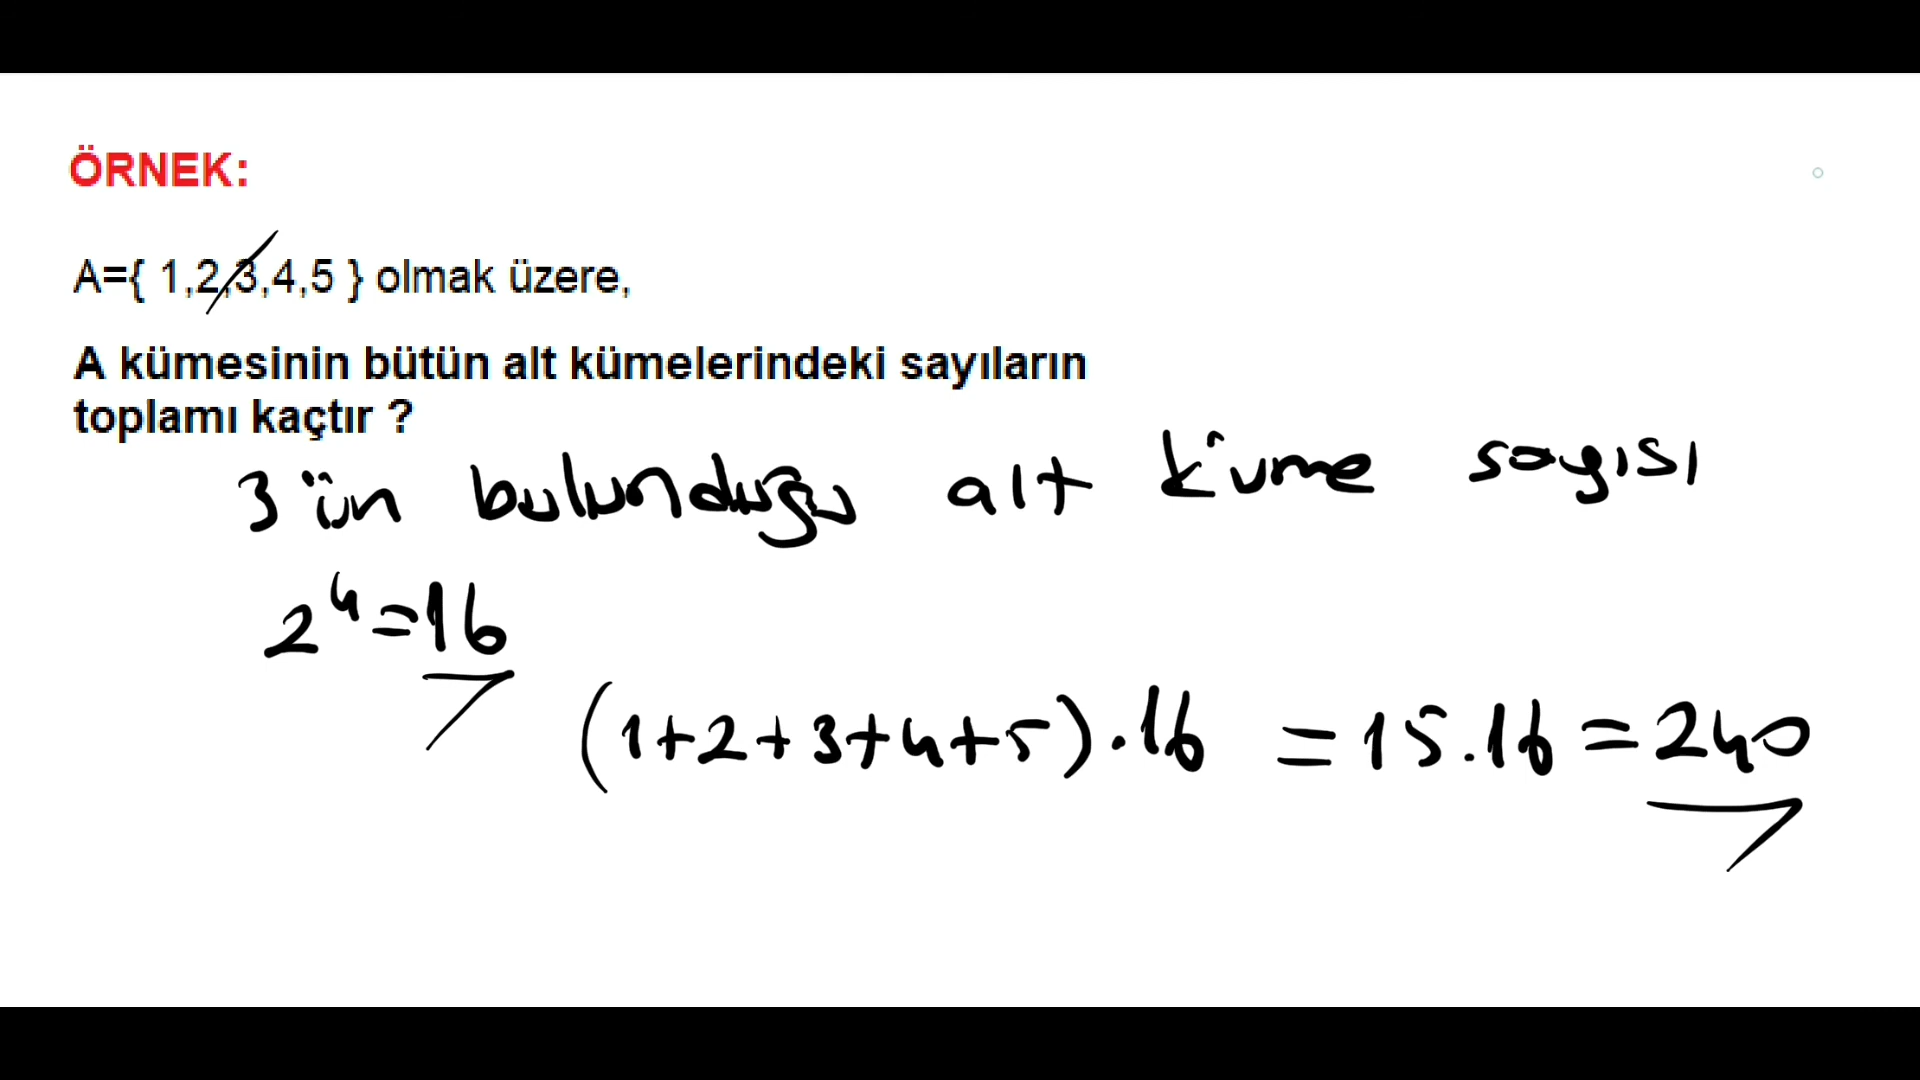 ÖRNEK:
A={ 1,2,3,4,5 } olmak üzere,
A kümesinin bütün alt kümelerindeki sayıların
toplamı kaçtır ?
3'ün bulunduğu alt küme sayısı
2⁴=16
(1+2+3+4+5).16 = 15.16 = 240